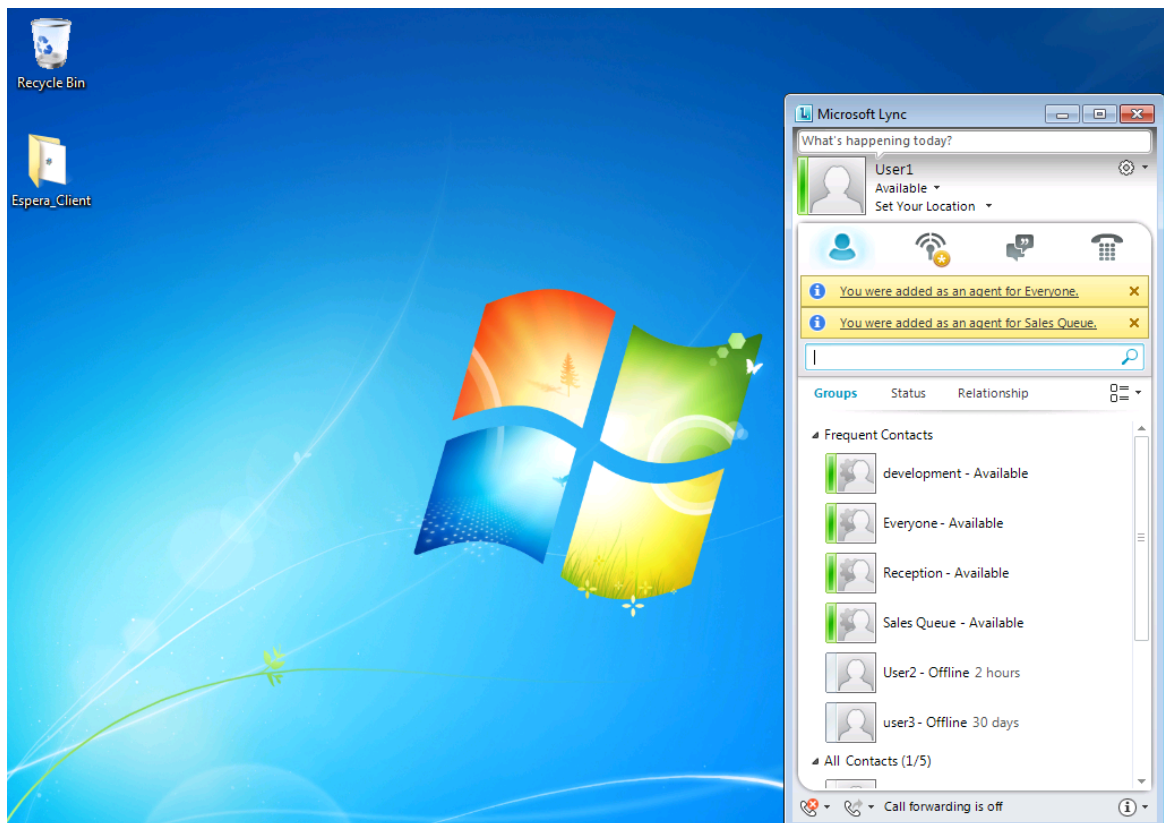 Recycle Bin
Espera_Client
Microsoft Lync
What's happening today?
User1
Available
Set Your Location
You were added as an agent for Everyone.
You were added as an agent for Sales Queue.
Groups Status Relationship
Frequent Contacts
development - Available
Everyone - Available
Reception - Available
Sales Queue - Available
User2 - Offline 2 hours
user3 - Offline 30 days
All Contacts (1/5)
Call forwarding is off